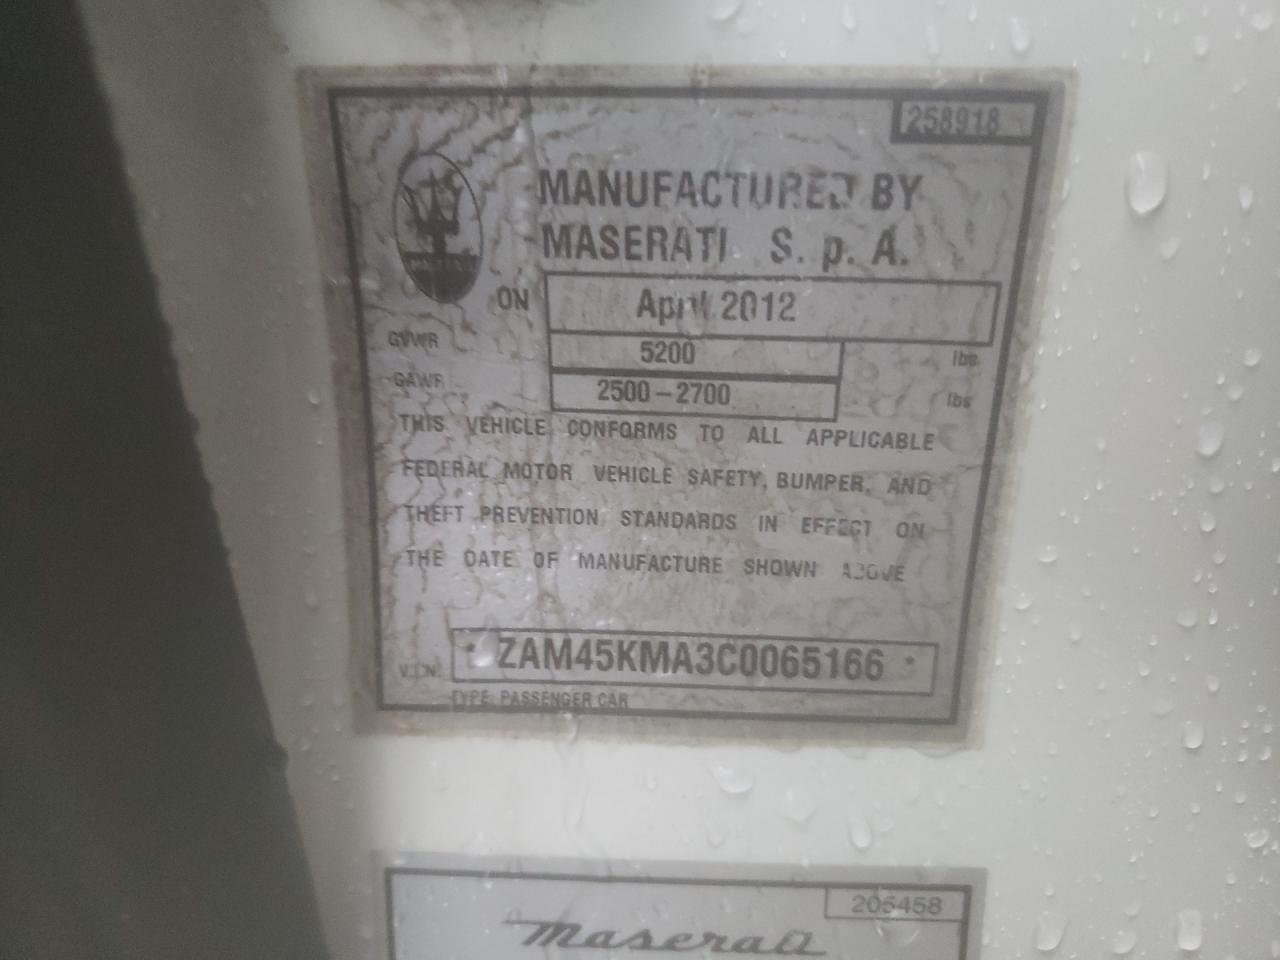 258918
MANUFACTURED BY
MASERATI S. p. A.
ON April 2012
GVWR 5200 lbs
GAWR 2500-2700 lbs
THIS VEHICLE CONFORMS TO ALL APPLICABLE
FEDERAL MOTOR VEHICLE SAFETY, BUMPER, AND
THEFT PREVENTION STANDARDS IN EFFECT ON
THE DATE OF MANUFACTURE SHOWN ABOVE
V.I.N. * ZAM45KMA3C0065166 *
TYPE: PASSENGER CAR
205458
Maserati